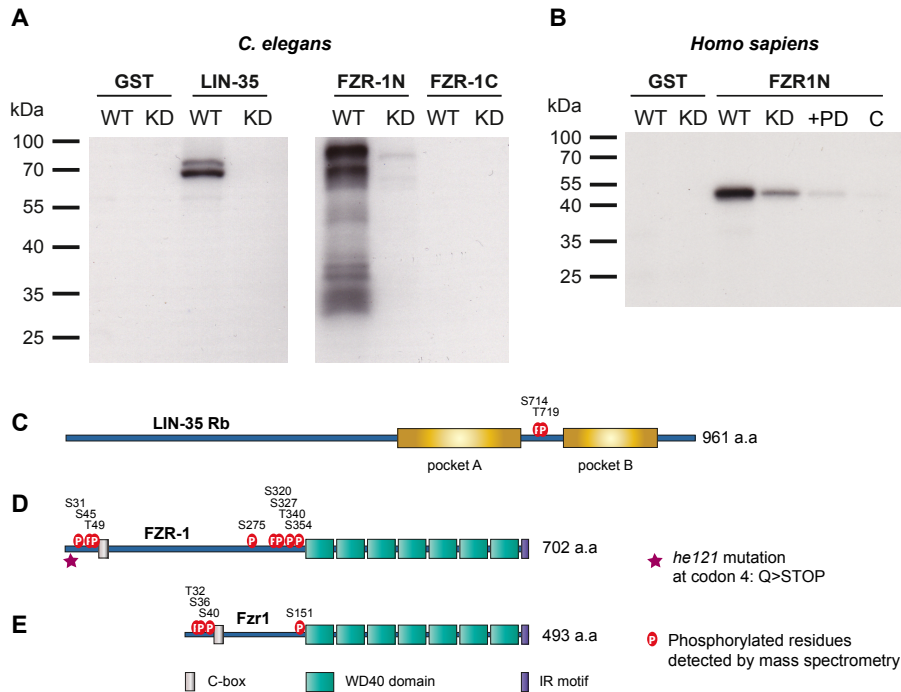 A
C. elegans
GST LIN-35 FZR-1N FZR-1C
kDa WT KD WT KD WT KD WT KD
100
70
55
40
35
25
B
Homo sapiens
GST FZR1N
kDa WT KD WT KD +PD C
100
70
55
40
35
25
C
LIN-35 Rb
S714
T719
961 a.a
pocket A pocket B
D
S31
S45
T49
FZR-1
S275
S320
S327
T340
S354
P P P P P
702 a.a
he121 mutation
at codon 4: Q>STOP
E
T32
S36
S40
Fzr1
S151
P P P
493 a.a
P Phosphorylated residues
detected by mass spectrometry
C-box WD40 domain IR motif